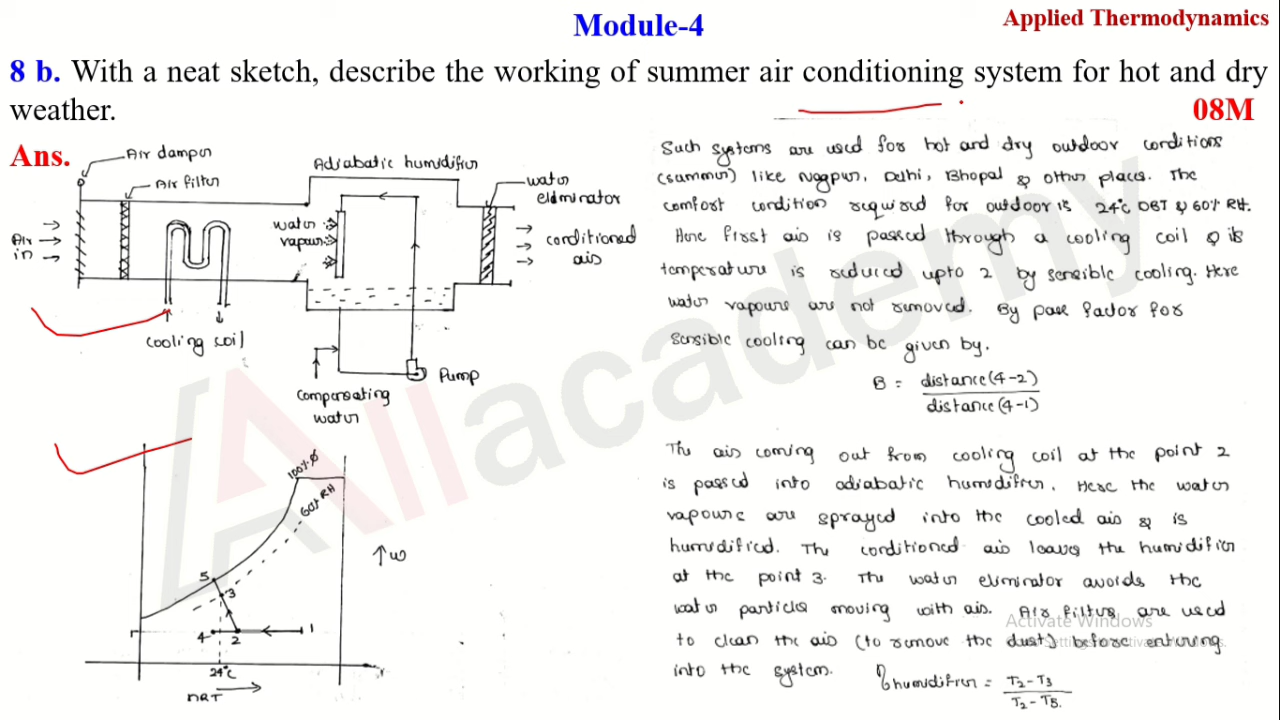 Module-4
Applied Thermodynamics
8 b. With a neat sketch, describe the working of summer air conditioning system for hot and dry
weather.
08M
Ans.
Air damper
Air filter
Adiabatic humidifier
water
eliminator
Air
in
water
vapour
conditioned
air
cooling coil
Pump
compensating
water
100% Ø
60% RH
↑ω
5
3
4
2
1
r
24°C
DBT
Such systems are used for hot and dry outdoor conditions
(summer) like Nagpur, Delhi, Bhopal & other places. The
comfort condition required for outdoor is 24°C DBT & 60% RH.
Here first air is passed through a cooling coil & its
temperature is reduced upto 2 by sensible cooling. Here
water vapours are not removed. By pass factor for
sensible cooling can be given by.
B = distance (4-2)
distance (4-1)
The air coming out from cooling coil at the point 2
is passed into adiabatic humidifier. Here the water
vapours are sprayed into the cooled air & is
humidified. The conditioned air leaves the humidifier
at the point 3. The water eliminator avoids the
water particles moving with air. Air filters are used
to clean the air (to remove the dust) before entering
into the system.
η humidifier = T2 - T3
T2 - T5.
Allacademy
Activate Windows